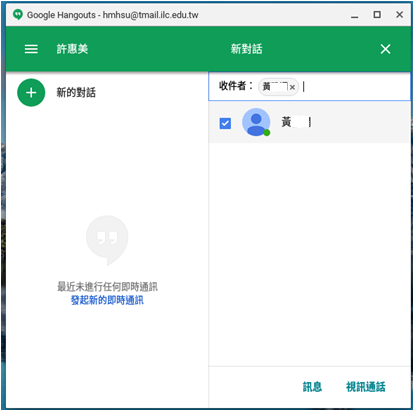 Google Hangouts - hmhsu@tmail.ilc.edu.tw
許惠美
新對話
新的對話
收件者：
黃
黃
最近未進行任何即時通訊
發起新的即時通訊
訊息
視訊通話